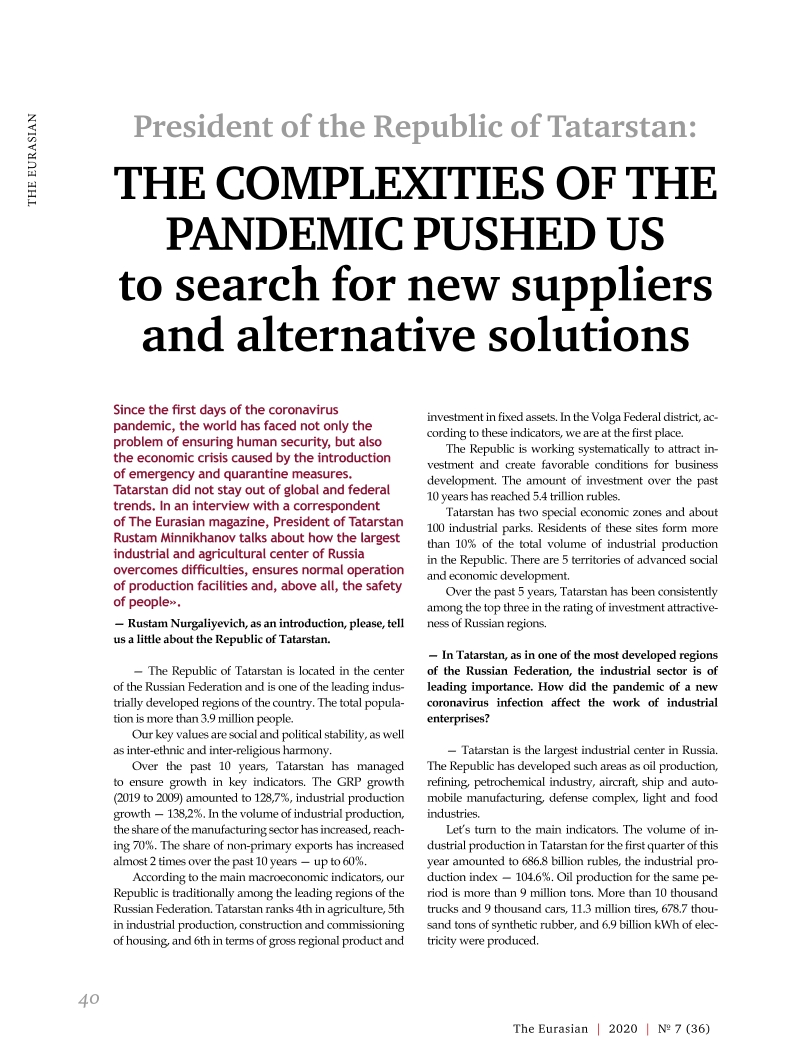 THE EURASIAN
President of the Republic of Tatarstan:
THE COMPLEXITIES OF THE
PANDEMIC PUSHED US
to search for new suppliers
and alternative solutions
Since the first days of the coronavirus
pandemic, the world has faced not only the
problem of ensuring human security, but also
the economic crisis caused by the introduction
of emergency and quarantine measures.
Tatarstan did not stay out of global and federal
trends. In an interview with a correspondent
of The Eurasian magazine, President of Tatarstan
Rustam Minnikhanov talks about how the largest
industrial and agricultural center of Russia
overcomes difficulties, ensures normal operation
of production facilities and, above all, the safety
of people».
— Rustam Nurgaliyevich, as an introduction, please, tell
us a little about the Republic of Tatarstan.
— The Republic of Tatarstan is located in the center
of the Russian Federation and is one of the leading indus-
trially developed regions of the country. The total popula-
tion is more than 3.9 million people.
Our key values are social and political stability, as well
as inter-ethnic and inter-religious harmony.
Over the past 10 years, Tatarstan has managed
to ensure growth in key indicators. The GRP growth
(2019 to 2009) amounted to 128,7%, industrial production
growth — 138,2%. In the volume of industrial production,
the share of the manufacturing sector has increased, reach-
ing 70%. The share of non-primary exports has increased
almost 2 times over the past 10 years — up to 60%.
According to the main macroeconomic indicators, our
Republic is traditionally among the leading regions of the
Russian Federation. Tatarstan ranks 4th in agriculture, 5th
in industrial production, construction and commissioning
of housing, and 6th in terms of gross regional product and
investment in fixed assets. In the Volga Federal district, ac-
cording to these indicators, we are at the first place.
The Republic is working systematically to attract in-
vestment and create favorable conditions for business
development. The amount of investment over the past
10 years has reached 5.4 trillion rubles.
Tatarstan has two special economic zones and about
100 industrial parks. Residents of these sites form more
than 10% of the total volume of industrial production
in the Republic. There are 5 territories of advanced social
and economic development.
Over the past 5 years, Tatarstan has been consistently
among the top three in the rating of investment attractive-
ness of Russian regions.
— In Tatarstan, as in one of the most developed regions
of the Russian Federation, the industrial sector is of
leading importance. How did the pandemic of a new
coronavirus infection affect the work of industrial
enterprises?
— Tatarstan is the largest industrial center in Russia.
The Republic has developed such areas as oil production,
refining, petrochemical industry, aircraft, ship and auto-
mobile manufacturing, defense complex, light and food
industries.
Let's turn to the main indicators. The volume of in-
dustrial production in Tatarstan for the first quarter of this
year amounted to 686.8 billion rubles, the industrial pro-
duction index — 104.6%. Oil production for the same pe-
riod is more than 9 million tons. More than 10 thousand
trucks and 9 thousand cars, 11.3 million tires, 678.7 thou-
sand tons of synthetic rubber, and 6.9 billion kWh of elec-
tricity were produced.
40
The Eurasian | 2020 | № 7 (36)